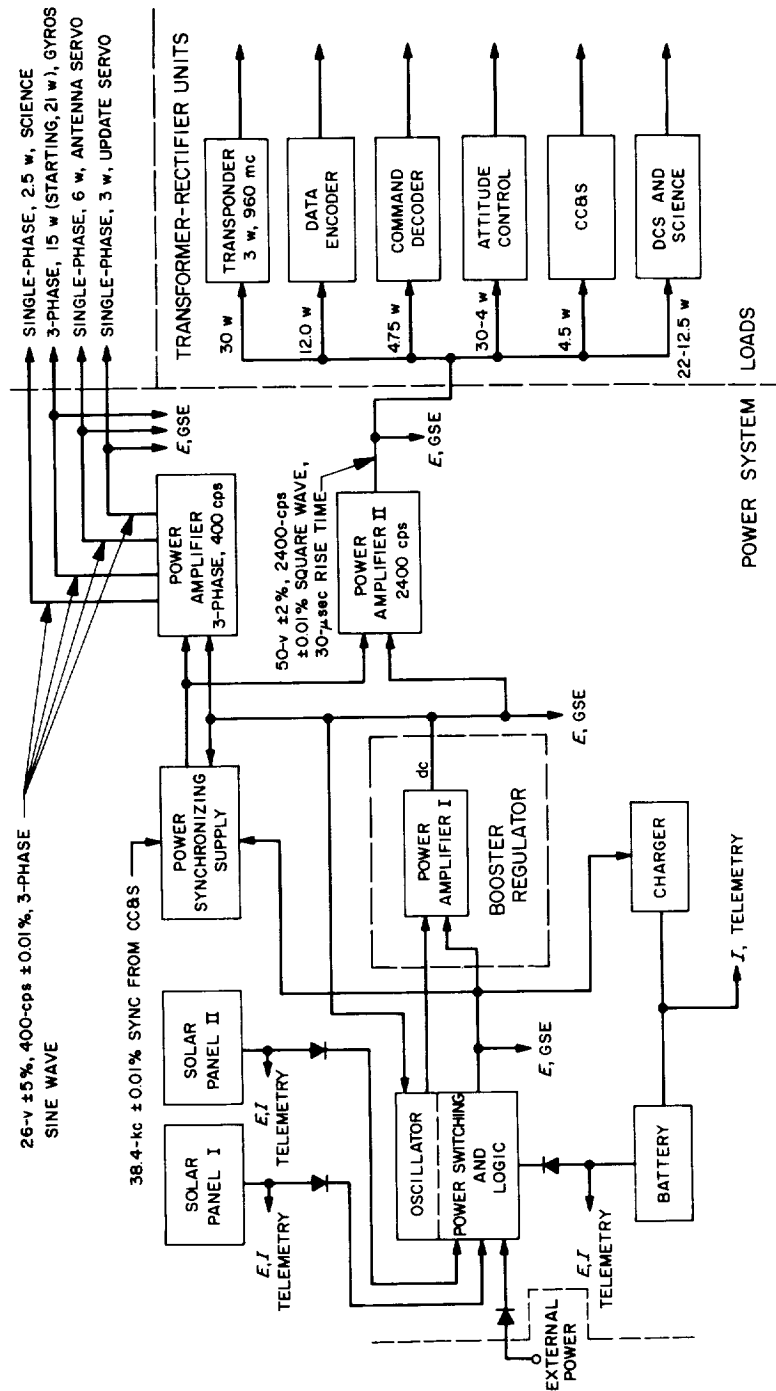 26-v ±5%, 400-cps ±0.01%, 3-PHASE
SINE WAVE
38.4-kc ± 0.01% SYNC FROM CC&S
SOLAR
PANEL I
SOLAR
PANEL II
E,I
TELEMETRY
E,I
TELEMETRY
POWER
SYNCHRONIZING
SUPPLY
POWER
AMPLIFIER
3-PHASE, 400 cps
E, GSE
SINGLE-PHASE, 2.5 w, SCIENCE
3-PHASE, 15 w (STARTING, 21 w), GYROS
SINGLE-PHASE, 6 w, ANTENNA SERVO
SINGLE-PHASE, 3 w, UPDATE SERVO
OSCILLATOR
POWER SWITCHING
AND
LOGIC
EXTERNAL
POWER
E, GSE
POWER
AMPLIFIER I
dc
BOOSTER
REGULATOR
E, GSE
50-v ±2%, 2400-cps
±0.01% SQUARE WAVE,
30-μsec RISE TIME
POWER
AMPLIFIER II
2400 cps
E, GSE
BATTERY
E,I
TELEMETRY
CHARGER
I, TELEMETRY
TRANSFORMER-RECTIFIER UNITS
30 w
TRANSPONDER
3 w, 960 mc
12.0 w
DATA
ENCODER
4.75 w
COMMAND
DECODER
30-4 w
ATTITUDE
CONTROL
4.5 w
CC&S
22-12.5 w
DCS AND
SCIENCE
POWER SYSTEM
LOADS